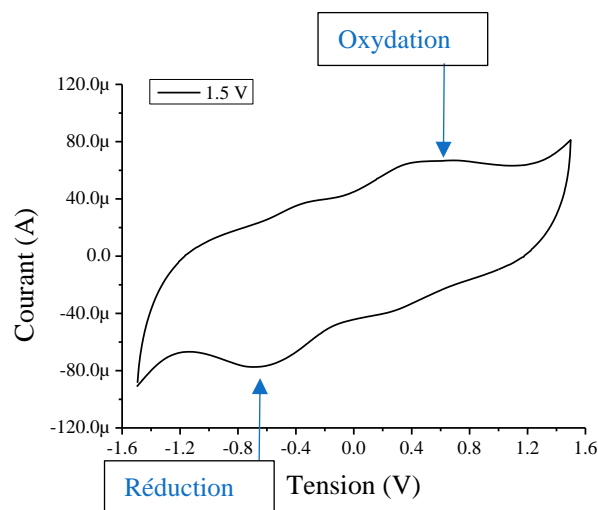 Oxydation
120.0µ
1.5 V
80.0µ
40.0µ
0.0
-40.0µ
-80.0µ
-120.0µ
Courant (A)
-1.6 -1.2 -0.8 -0.4 0.0 0.4 0.8 1.2 1.6
Réduction
Tension (V)